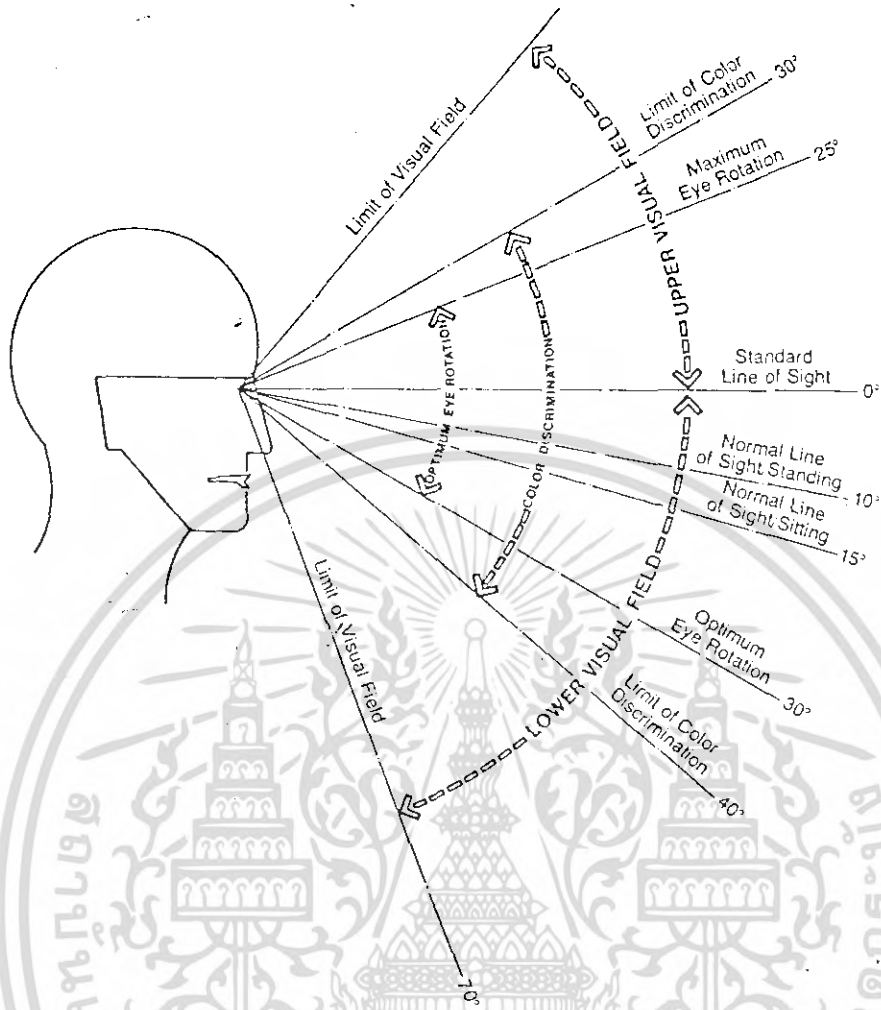 Limit of Visual Field
UPPER VISUAL FIELD
Limit of Color
Discrimination
30°
Maximum
Eye Rotation
25°
OPTIMUM EYE ROTATION
COLOR DISCRIMINATION
Standard
Line of Sight
0°
Normal Line
of Sight Standing
10°
Normal Line
of Sight Sitting
15°
Optimum
Eye Rotation
30°
Limit of Color
Discrimination
40°
LOWER VISUAL FIELD
Limit of Visual Field
70°